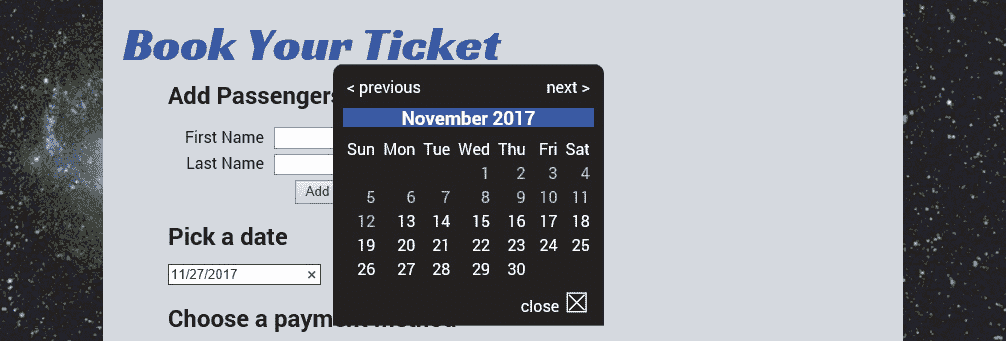 Book Your Ticket
Add Passengers
First Name
Last Name
Add
Pick a date
11/27/2017 ×
Choose a payment method
< previous next >
November 2017
Sun Mon Tue Wed Thu Fri Sat
1 2 3 4
5 6 7 8 9 10 11
12 13 14 15 16 17 18
19 20 21 22 23 24 25
26 27 28 29 30
close